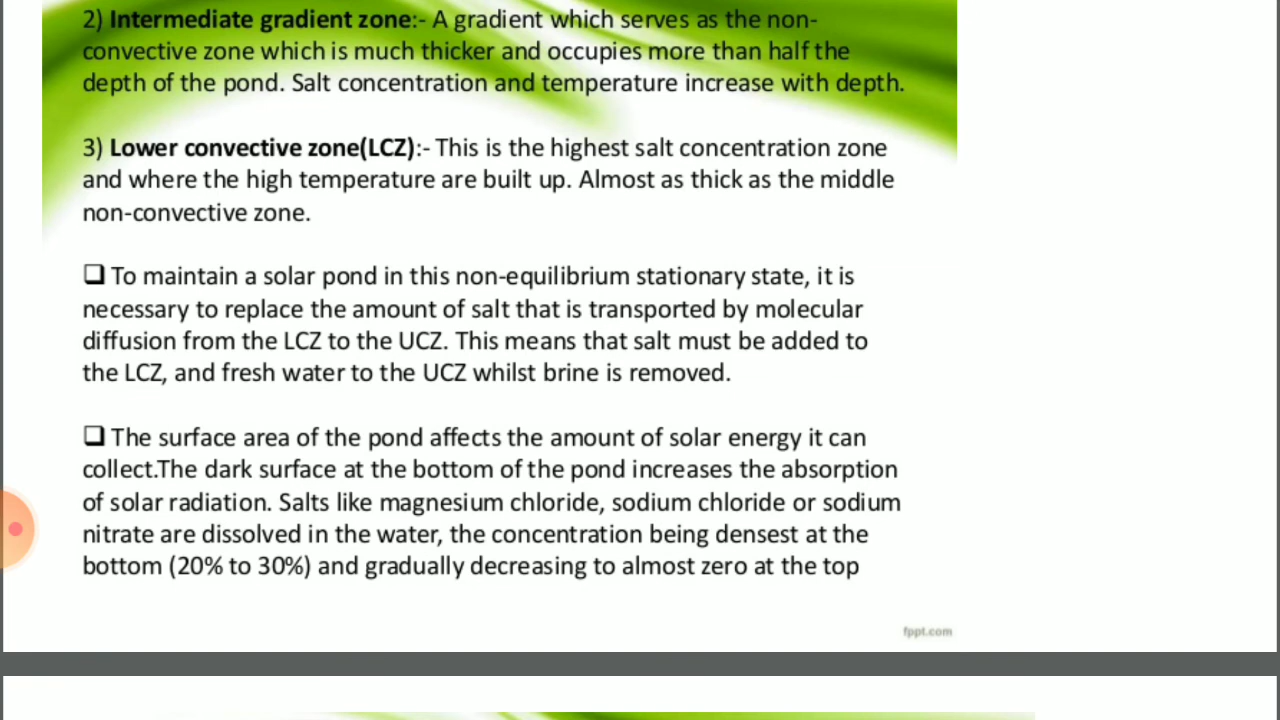 2) Intermediate gradient zone:- A gradient which serves as the non-
convective zone which is much thicker and occupies more than half the
depth of the pond. Salt concentration and temperature increase with depth.
3) Lower convective zone(LCZ):- This is the highest salt concentration zone
and where the high temperature are built up. Almost as thick as the middle
non-convective zone.
❑ To maintain a solar pond in this non-equilibrium stationary state, it is
necessary to replace the amount of salt that is transported by molecular
diffusion from the LCZ to the UCZ. This means that salt must be added to
the LCZ, and fresh water to the UCZ whilst brine is removed.
❑ The surface area of the pond affects the amount of solar energy it can
collect.The dark surface at the bottom of the pond increases the absorption
of solar radiation. Salts like magnesium chloride, sodium chloride or sodium
nitrate are dissolved in the water, the concentration being densest at the
bottom (20% to 30%) and gradually decreasing to almost zero at the top
fppt.com